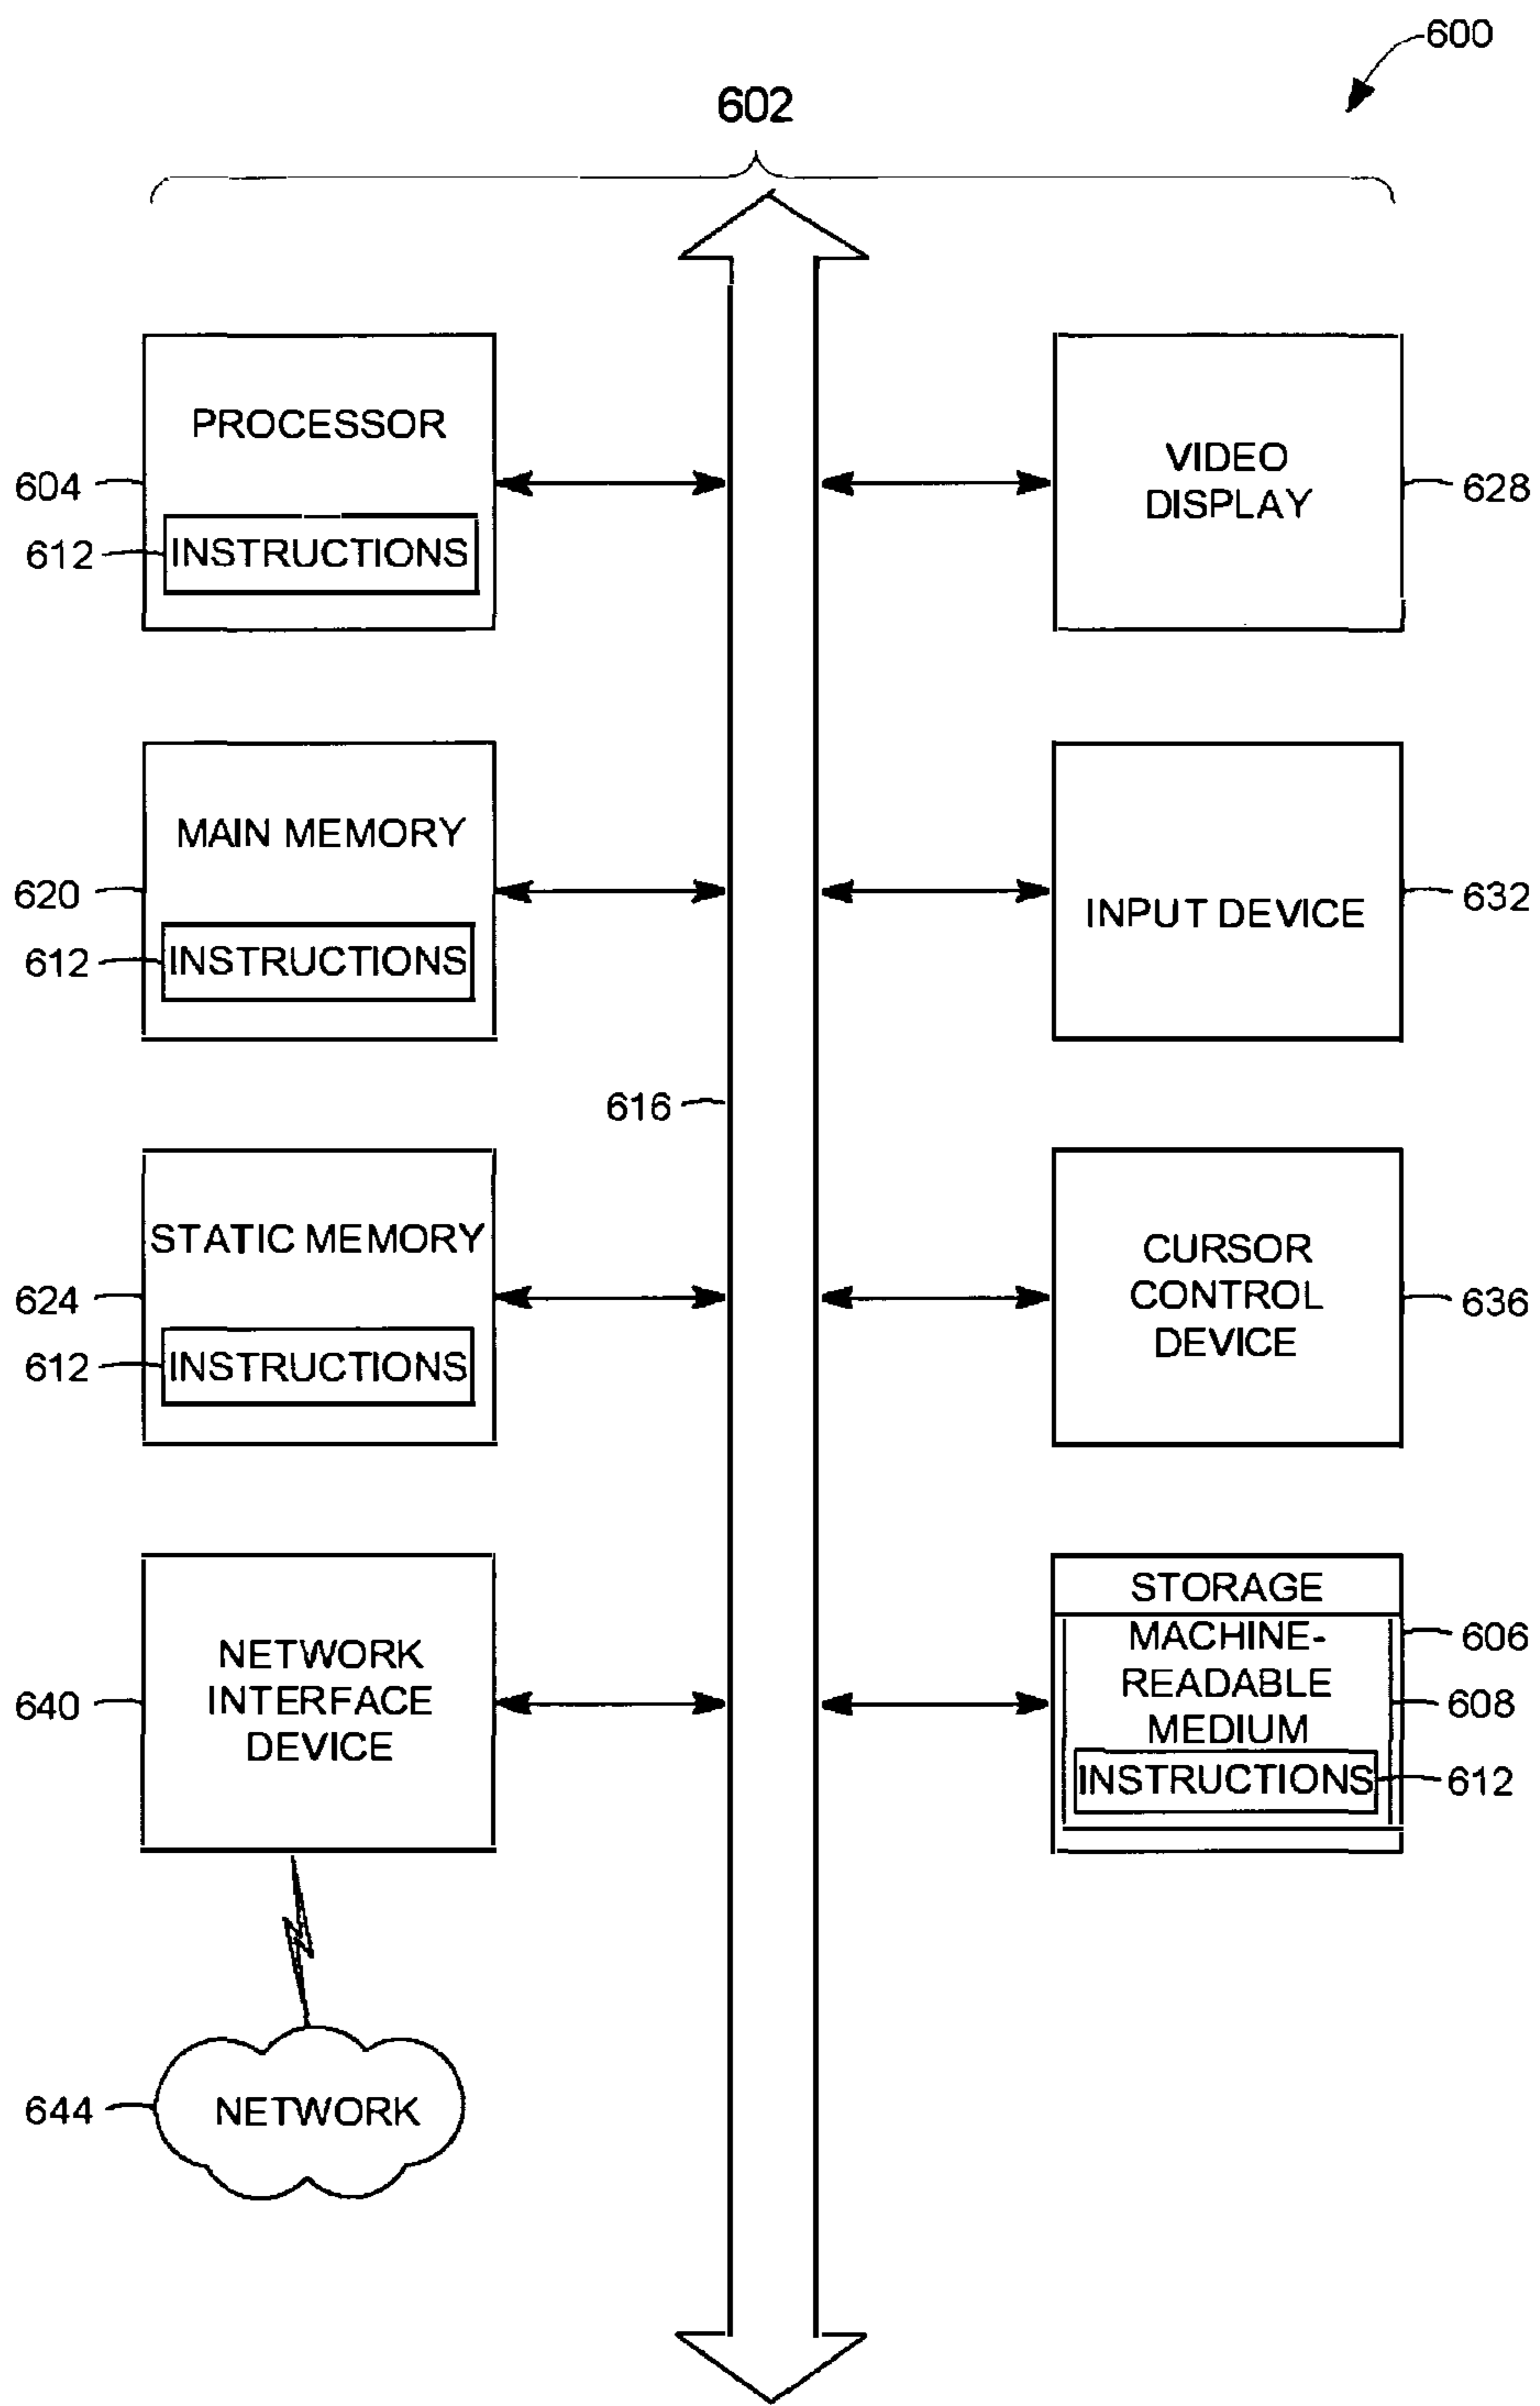 600
602
PROCESSOR
604
612
INSTRUCTIONS
VIDEO
DISPLAY
628
MAIN MEMORY
620
612
INSTRUCTIONS
INPUT DEVICE
632
616
STATIC MEMORY
624
612
INSTRUCTIONS
CURSOR
CONTROL
DEVICE
636
NETWORK
INTERFACE
DEVICE
640
STORAGE
MACHINE-
READABLE
MEDIUM
606
608
INSTRUCTIONS
612
644
NETWORK